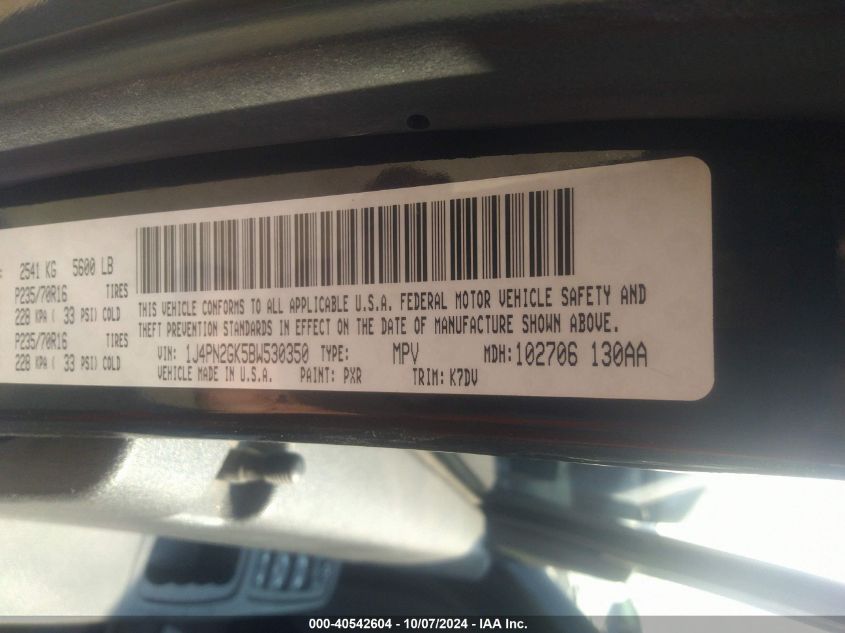 2541 KG 5600 LB
P235/70R16 TIRES
228 KPA ( 33 PSI) COLD
P235/70R16 TIRES
228 KPA ( 33 PSI) COLD
THIS VEHICLE CONFORMS TO ALL APPLICABLE U.S.A. FEDERAL MOTOR VEHICLE SAFETY AND
THEFT PREVENTION STANDARDS IN EFFECT ON THE DATE OF MANUFACTURE SHOWN ABOVE.
VIN: 1J4PN2GK5BW530350 TYPE: MPV MDH: 102706 130AA
VEHICLE MADE IN U.S.A. PAINT: PXR TRIM: K7DV
000-40542604 - 10/07/2024 - IAA Inc.